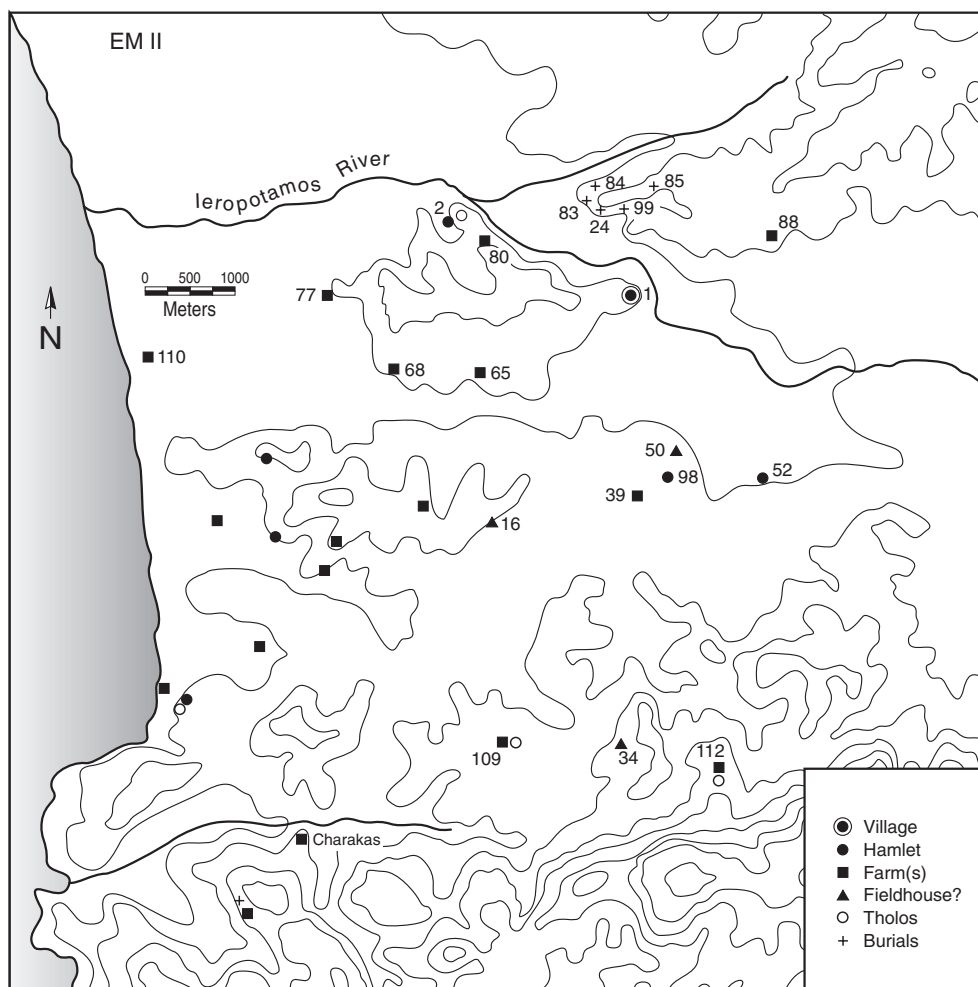 EM II
Ieropotamos River
84
85
83
24
99
88
2
80
0 500 1000
Meters
77
1
N
110
68
65
50
98
52
39
16
109
34
112
Charakas
Village
Hamlet
Farm(s)
Fieldhouse?
Tholos
Burials